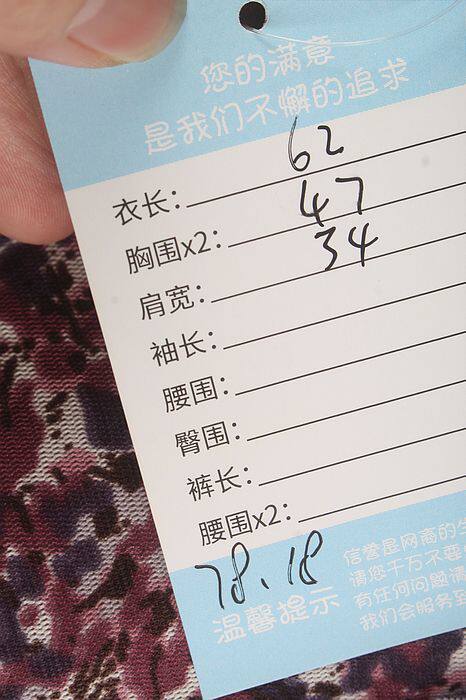 您的满意
是我们不懈的追求
衣长： 62
胸围x2： 47
肩宽： 34
袖长：
腰围：
臀围：
裤长：
腰围x2：
78.18
温馨提示
信誉是网商的生
请您千万不要
有任何问题请
我们会服务到